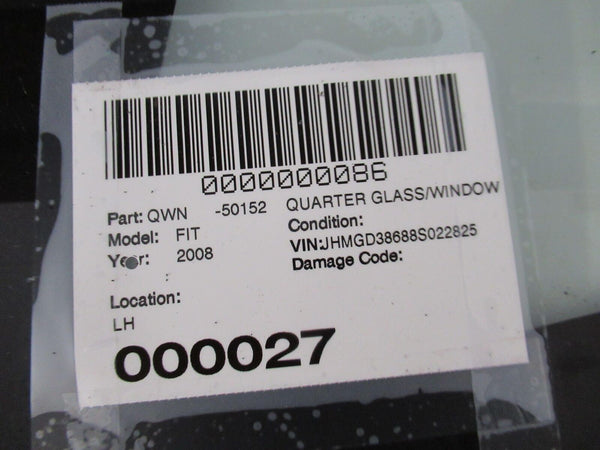 0000000086
Part: QWN -50152 QUARTER GLASS/WINDOW
Model: FIT Condition:
Year: 2008 VIN:JHMGD38688S022825
Damage Code:
Location:
LH
000027